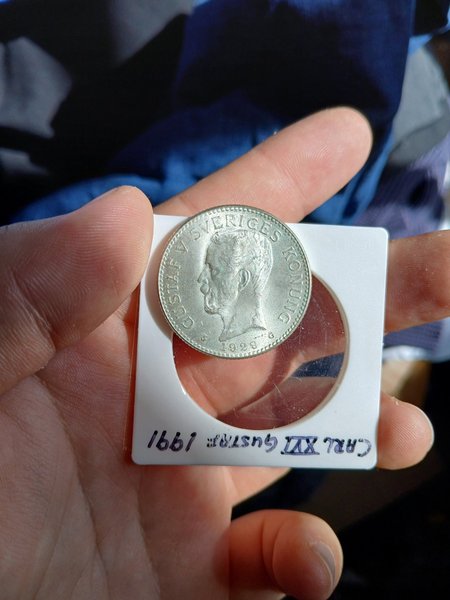 GUSTAF V SVERIGES KONUNG
1929
G
CARL XVI GUSTAF 1991